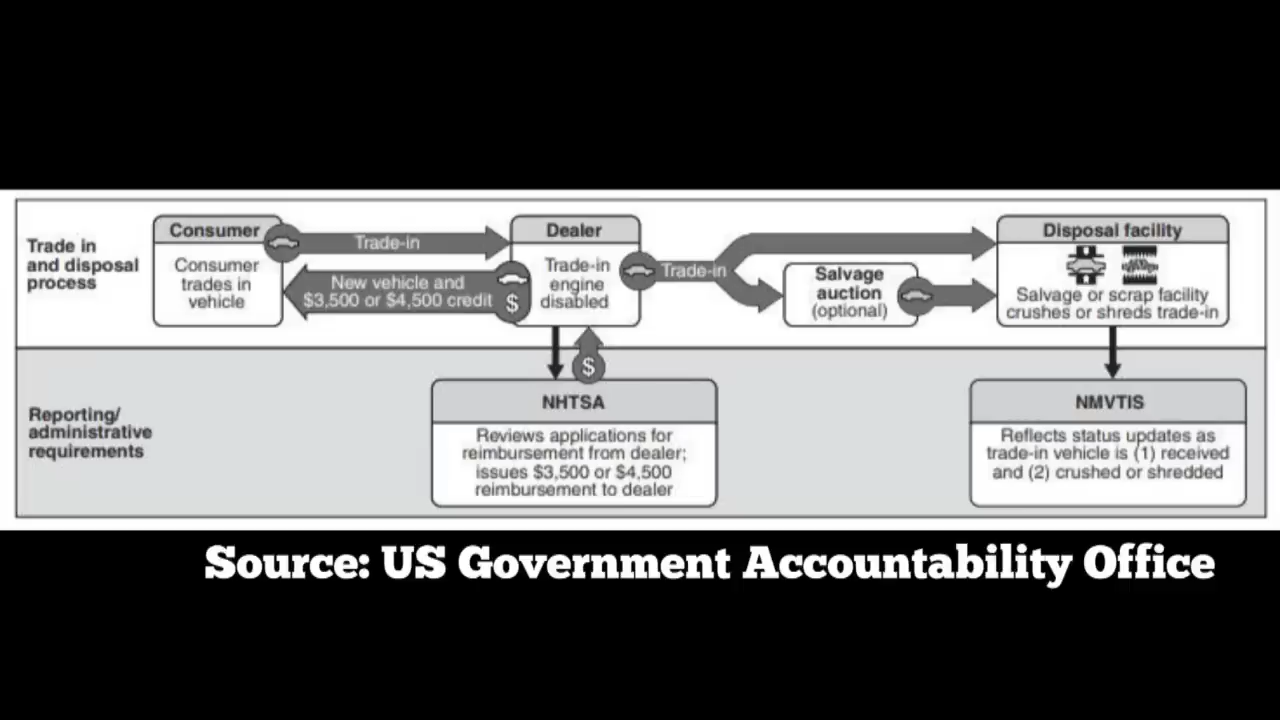 Trade in
and disposal
process
Consumer
Consumer
trades in
vehicle
Trade-in
New vehicle and
$3,500 or $4,500 credit
$
Dealer
Trade-in
engine
disabled
Trade-in
Salvage
auction
(optional)
Disposal facility
Salvage or scrap facility
crushes or shreds trade-in
Reporting/
administrative
requirements
$
NHTSA
Reviews applications for
reimbursement from dealer;
issues $3,500 or $4,500
reimbursement to dealer
NMVTIS
Reflects status updates as
trade-in vehicle is (1) received
and (2) crushed or shredded
Source: US Government Accountability Office